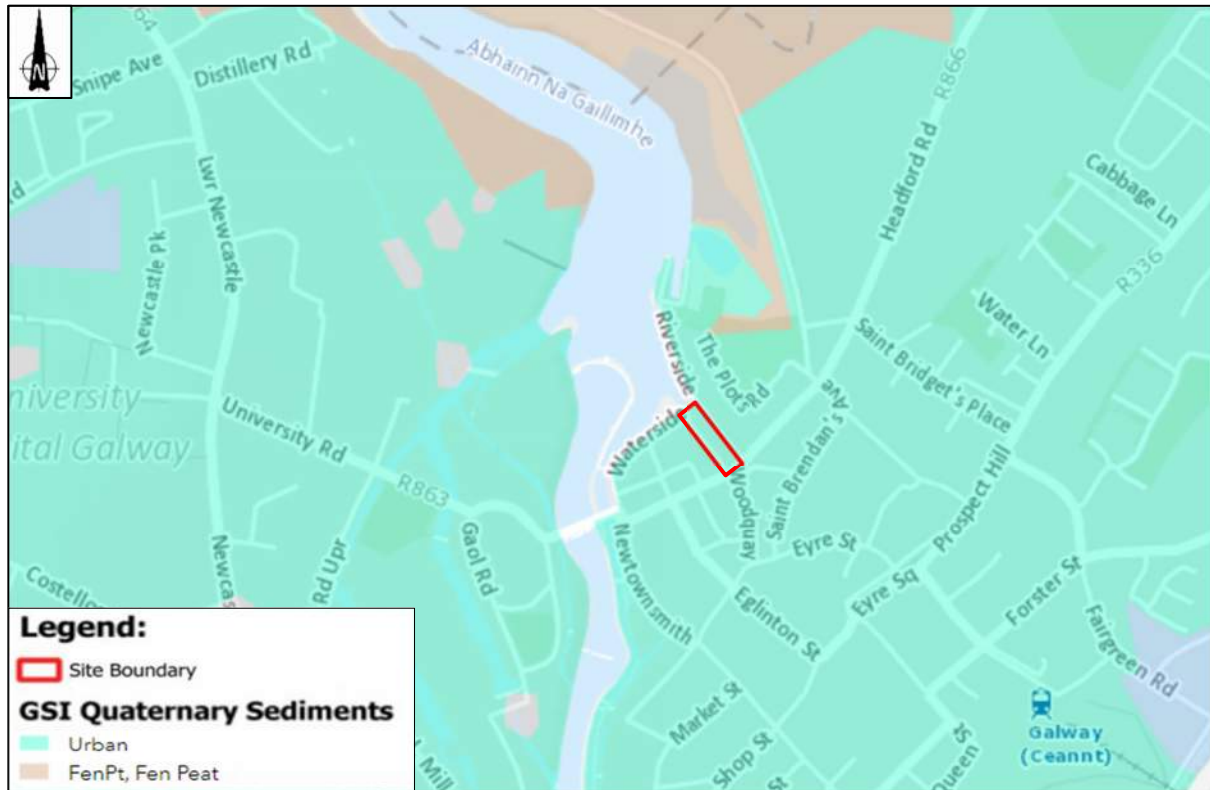 N
R864
Snipe Ave
Distillery Rd
Abhainn Na Gaillimhe
Headford Rd
R866
Lwr Newcastle
Cabbage Ln
R336
Newcastle Pk
Water Ln
Saint Bridget's Place
Riverside
The Plots Rd
Saint Brendan's Ave
University Rd
R863
Waterside
Woodquay
Prospect Hill
Gaol Rd
Newtownsmith
Eyre St
Eyre Sq
Forster St
Eglinton St
Fairgreen Rd
Rd Upr
Market St
Shop St
Queen St
Galway
(Ceannt)
Mill
Legend:
Site Boundary
GSI Quaternary Sediments
Urban
FenPt, Fen Peat